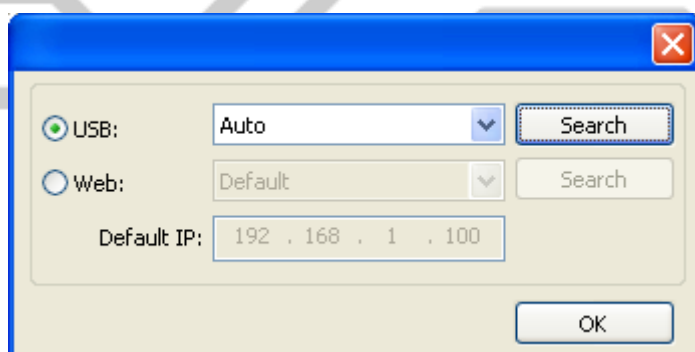 USB: Auto Search
Web: Default Search
Default IP: 192 . 168 . 1 . 100
OK